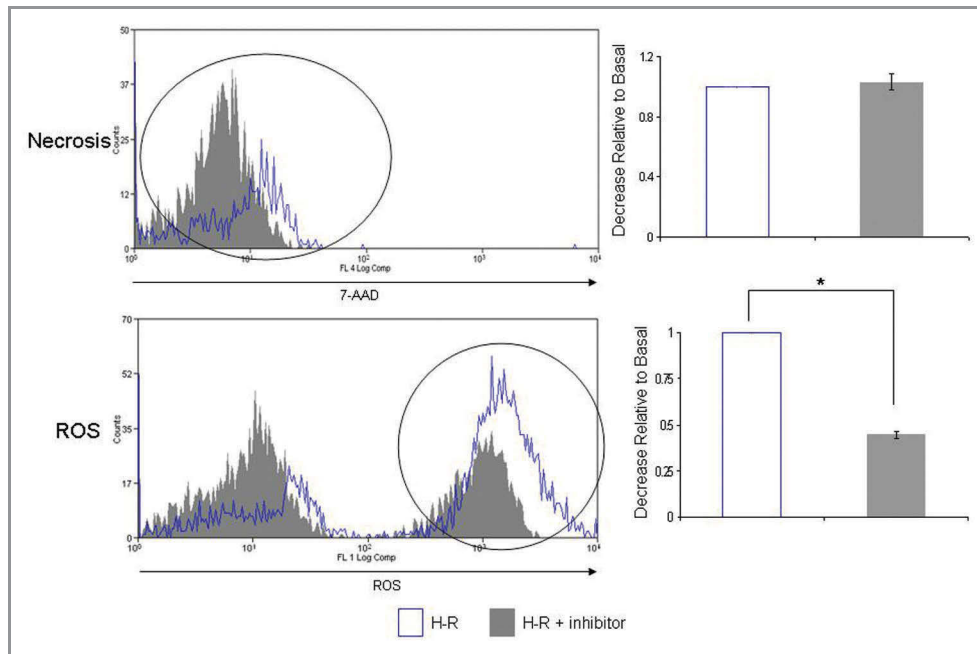 Necrosis
Counts
50
37
25
12
0
10⁰
10¹
10²
10³
10⁴
FL 4 Log Comp
7-AAD
Decrease Relative to Basal
1.2
0.8
0.4
0
ROS
Counts
70
52
35
17
0
10⁰
10¹
10²
10³
10⁴
FL 1 Log Comp
ROS
Decrease Relative to Basal
*
1
0.75
0.5
0.25
0
H-R
H-R + inhibitor